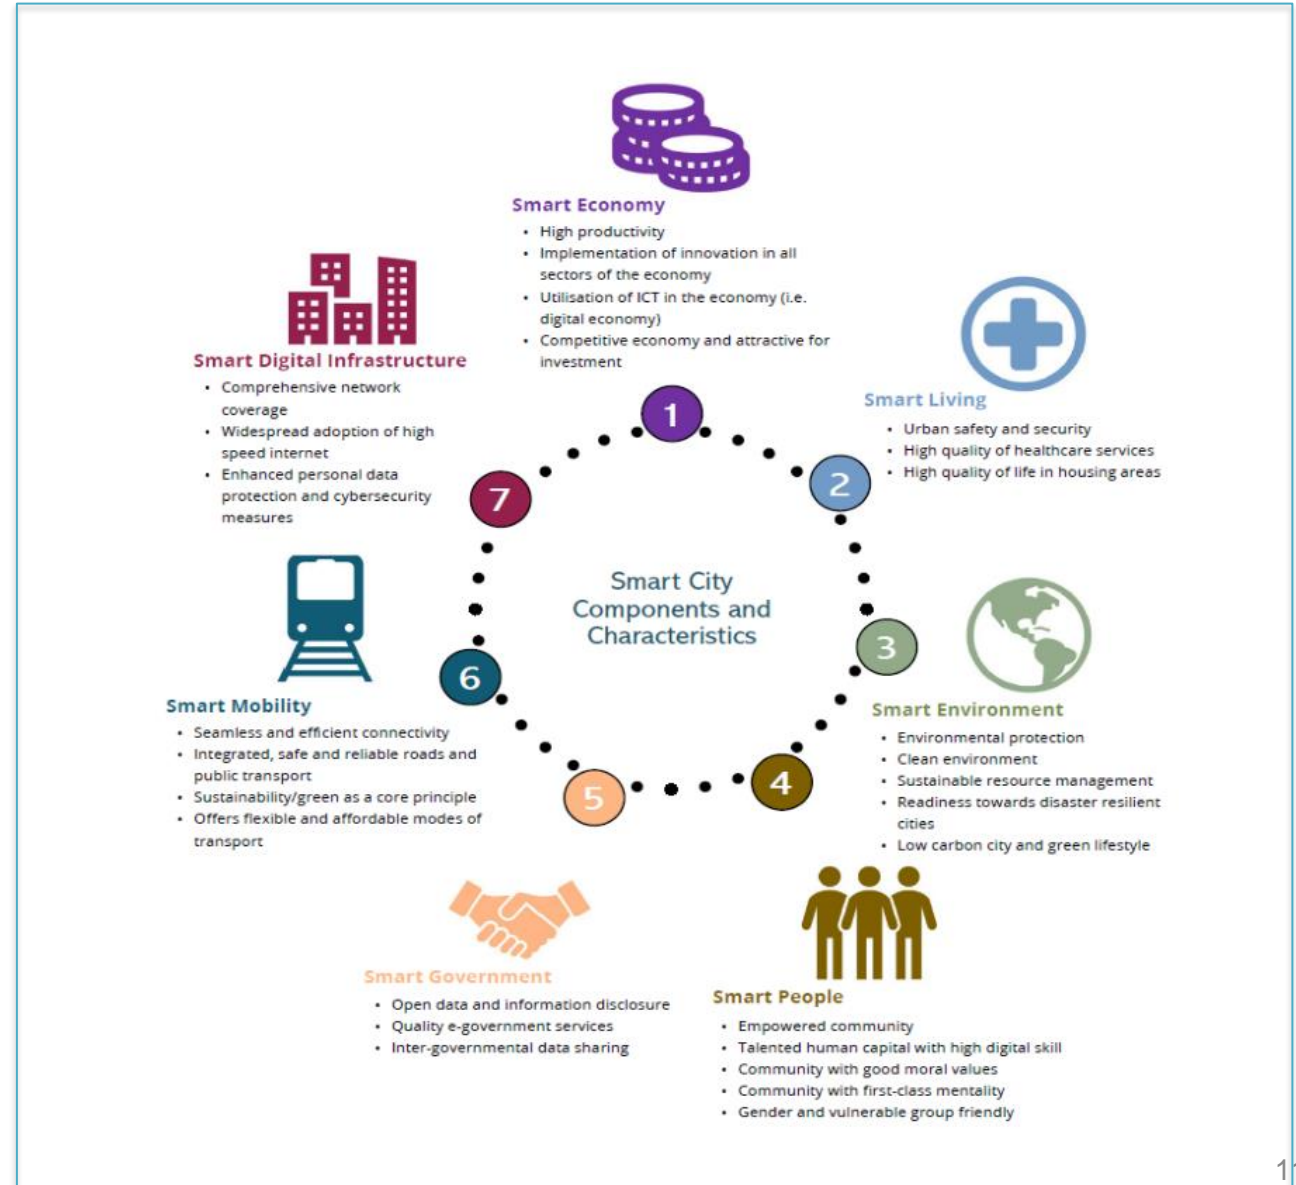 Smart Economy
• High productivity
• Implementation of innovation in all
sectors of the economy
• Utilisation of ICT in the economy (i.e.
digital economy)
• Competitive economy and attractive for
investment
1
Smart Living
• Urban safety and security
• High quality of healthcare services
• High quality of life in housing areas
2
Smart Environment
• Environmental protection
• Clean environment
• Sustainable resource management
• Readiness towards disaster resilient
cities
• Low carbon city and green lifestyle
3
Smart People
• Empowered community
• Talented human capital with high digital skill
• Community with good moral values
• Community with first-class mentality
• Gender and vulnerable group friendly
4
Smart Government
• Open data and information disclosure
• Quality e-government services
• Inter-governmental data sharing
5
Smart Mobility
• Seamless and efficient connectivity
• Integrated, safe and reliable roads and
public transport
• Sustainability/green as a core principle
• Offers flexible and affordable modes of
transport
6
Smart Digital Infrastructure
• Comprehensive network
coverage
• Widespread adoption of high
speed internet
• Enhanced personal data
protection and cybersecurity
measures
7
Smart City
Components and
Characteristics